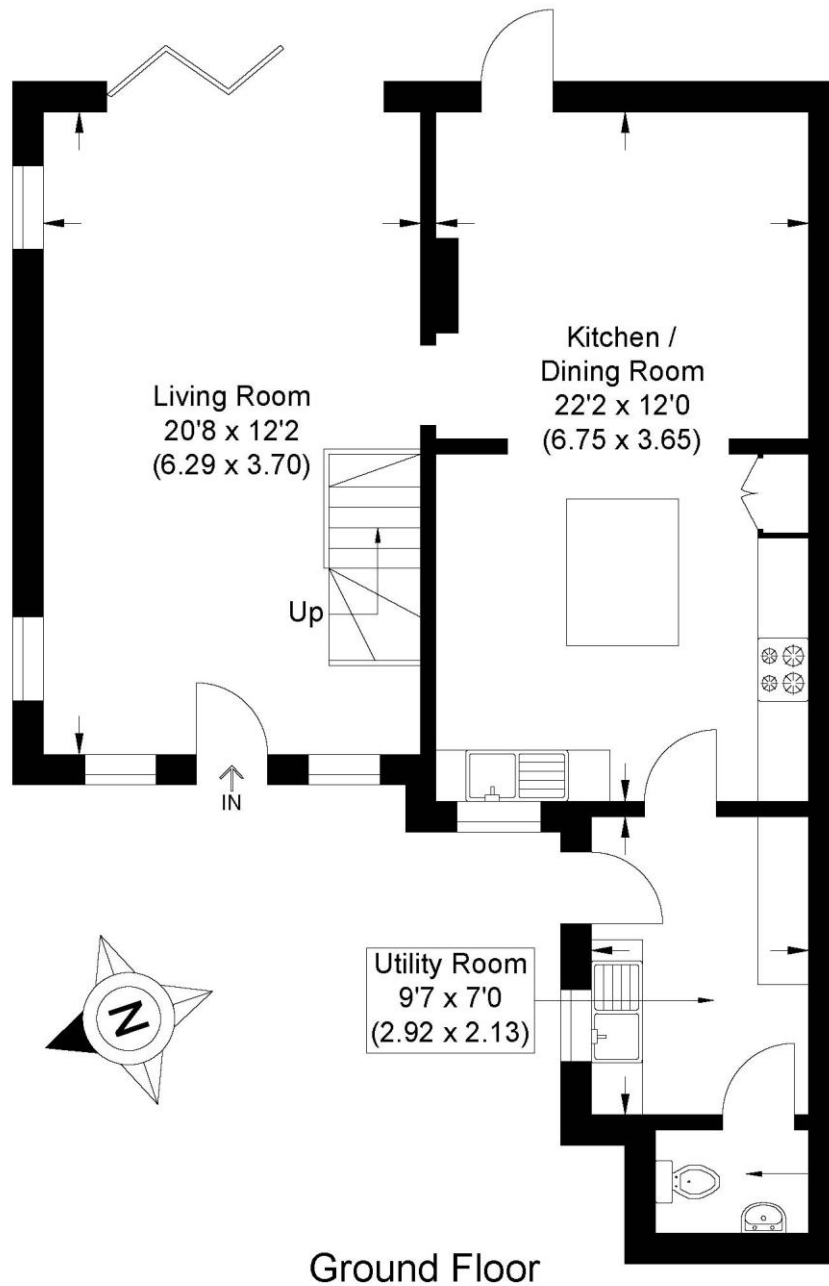 Living Room
20'8 x 12'2
(6.29 x 3.70)
Kitchen /
Dining Room
22'2 x 12'0
(6.75 x 3.65)
Up
IN
Utility Room
9'7 x 7'0
(2.92 x 2.13)
N
Ground Floor